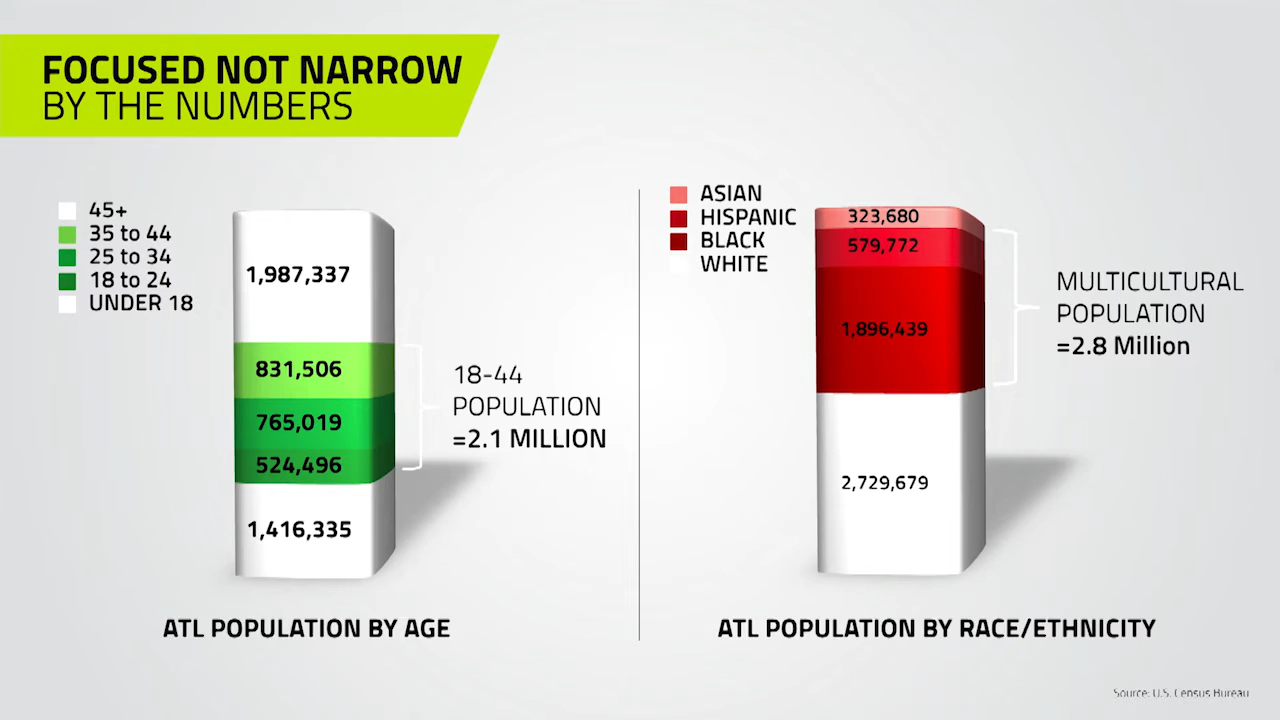 FOCUSED NOT NARROW
BY THE NUMBERS
45+
35 to 44
25 to 34
18 to 24
UNDER 18
1,987,337
831,506
765,019
524,496
1,416,335
18-44
POPULATION
=2.1 MILLION
ATL POPULATION BY AGE
ASIAN
HISPANIC
BLACK
WHITE
323,680
579,772
1,896,439
2,729,679
MULTICULTURAL
POPULATION
=2.8 Million
ATL POPULATION BY RACE/ETHNICITY
Source: U.S. Census Bureau